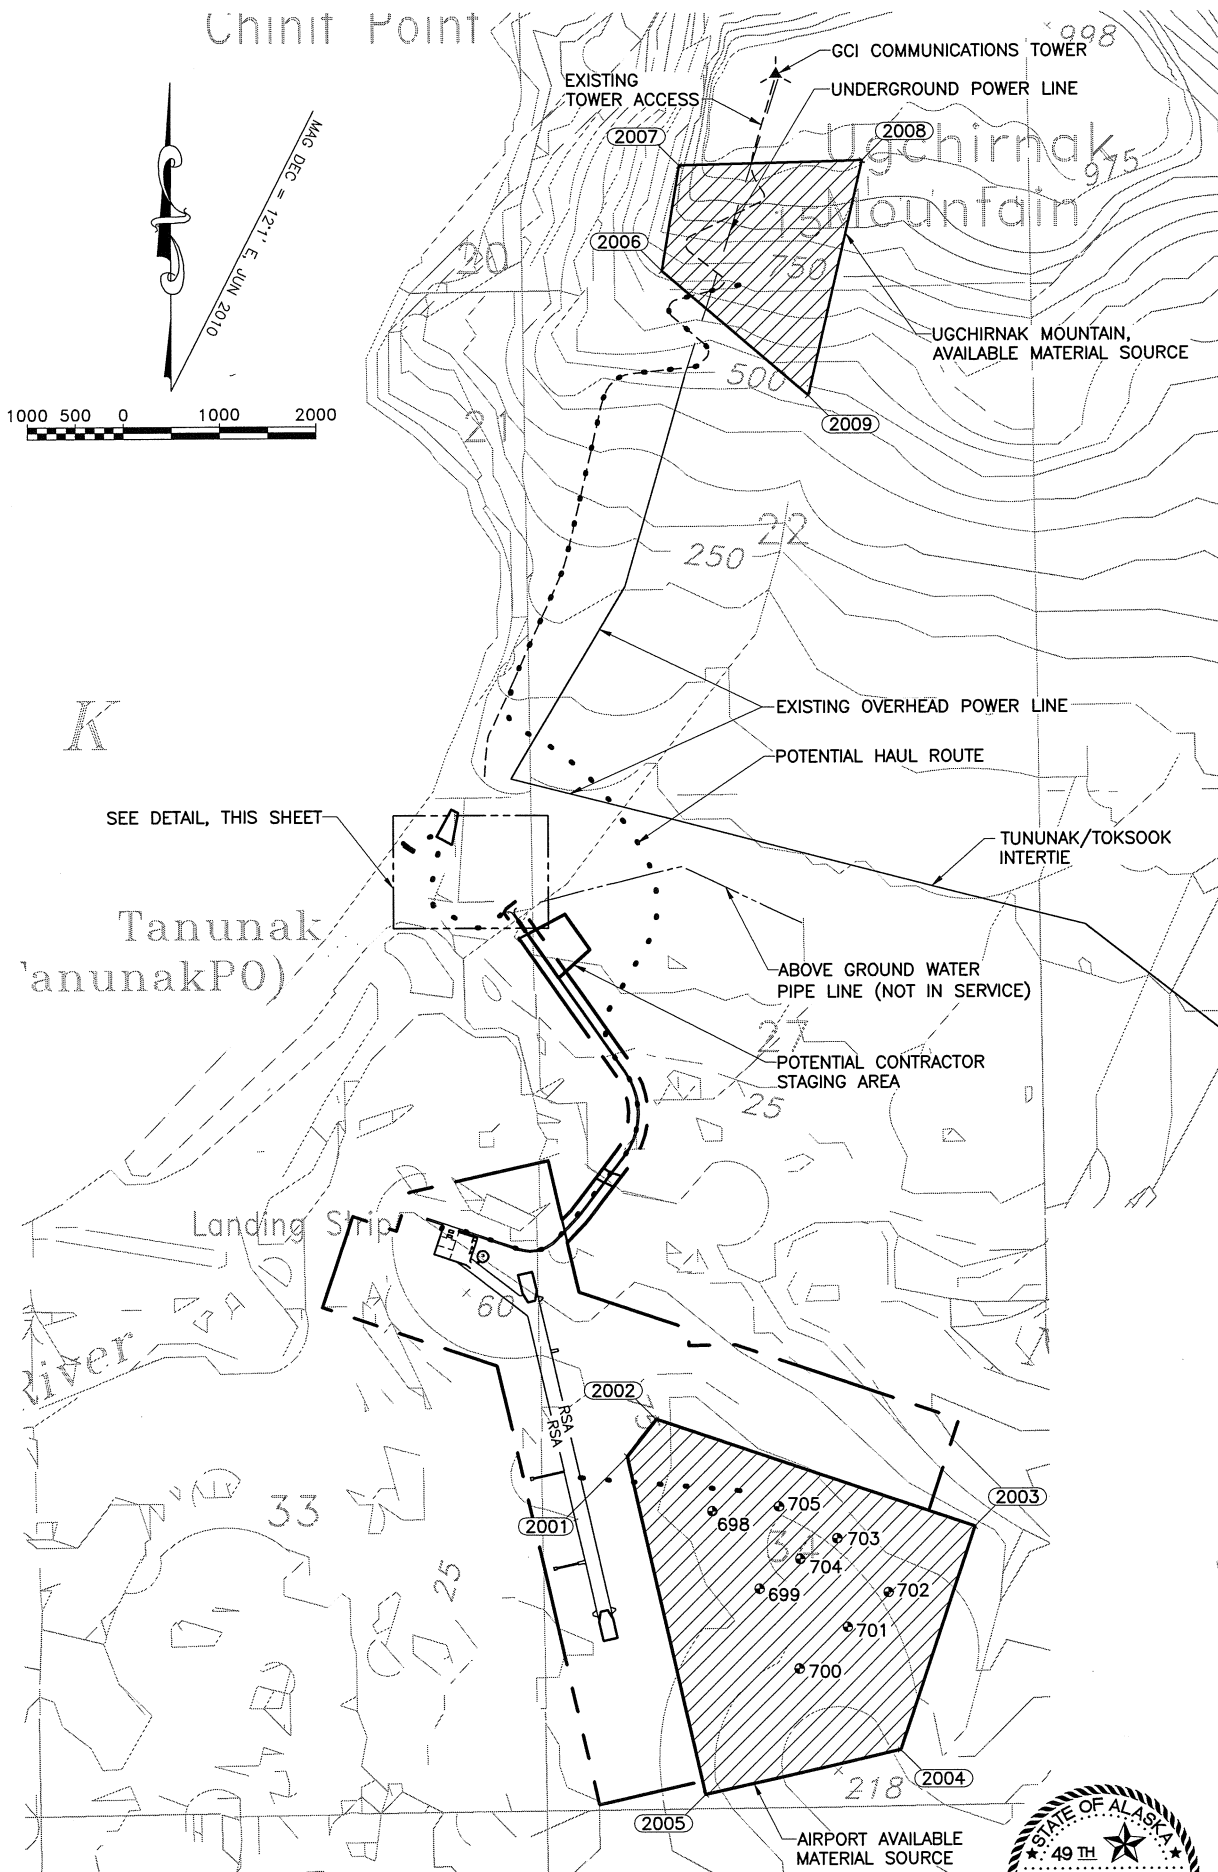 Chinit Point
998
GCI COMMUNICATIONS TOWER
EXISTING
TOWER ACCESS
UNDERGROUND POWER LINE
2007
2008
Ugchirnak
975
Mountain
15
MAG DEC = 121' E, JUN 2010
2006
20
750
UGCHIRNAK MOUNTAIN,
AVAILABLE MATERIAL SOURCE
500
1000 500 0 1000 2000
21
2009
22
250
K
EXISTING OVERHEAD POWER LINE
POTENTIAL HAUL ROUTE
SEE DETAIL, THIS SHEET
TUNUNAK/TOKSOOK
INTERTIE
Tanunak
'anunakPO)
ABOVE GROUND WATER
PIPE LINE (NOT IN SERVICE)
27
POTENTIAL CONTRACTOR
STAGING AREA
25
Landing Strip
60
River
2002
RSA
RSA
33
2001
698
705
2003
703
34
704
25
699
702
701
700
218
2004
2005
AIRPORT AVAILABLE
MATERIAL SOURCE
STATE OF ALASKA
49 TH